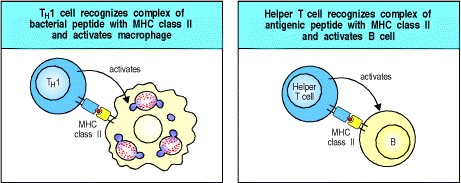 TH1 cell recognizes complex of
bacterial peptide with MHC class II
and activates macrophage
TH1
activates
MHC
class II
Helper T cell recognizes complex of
antigenic peptide with MHC class II
and activates B cell
Helper
T cell
activates
MHC
class II
B